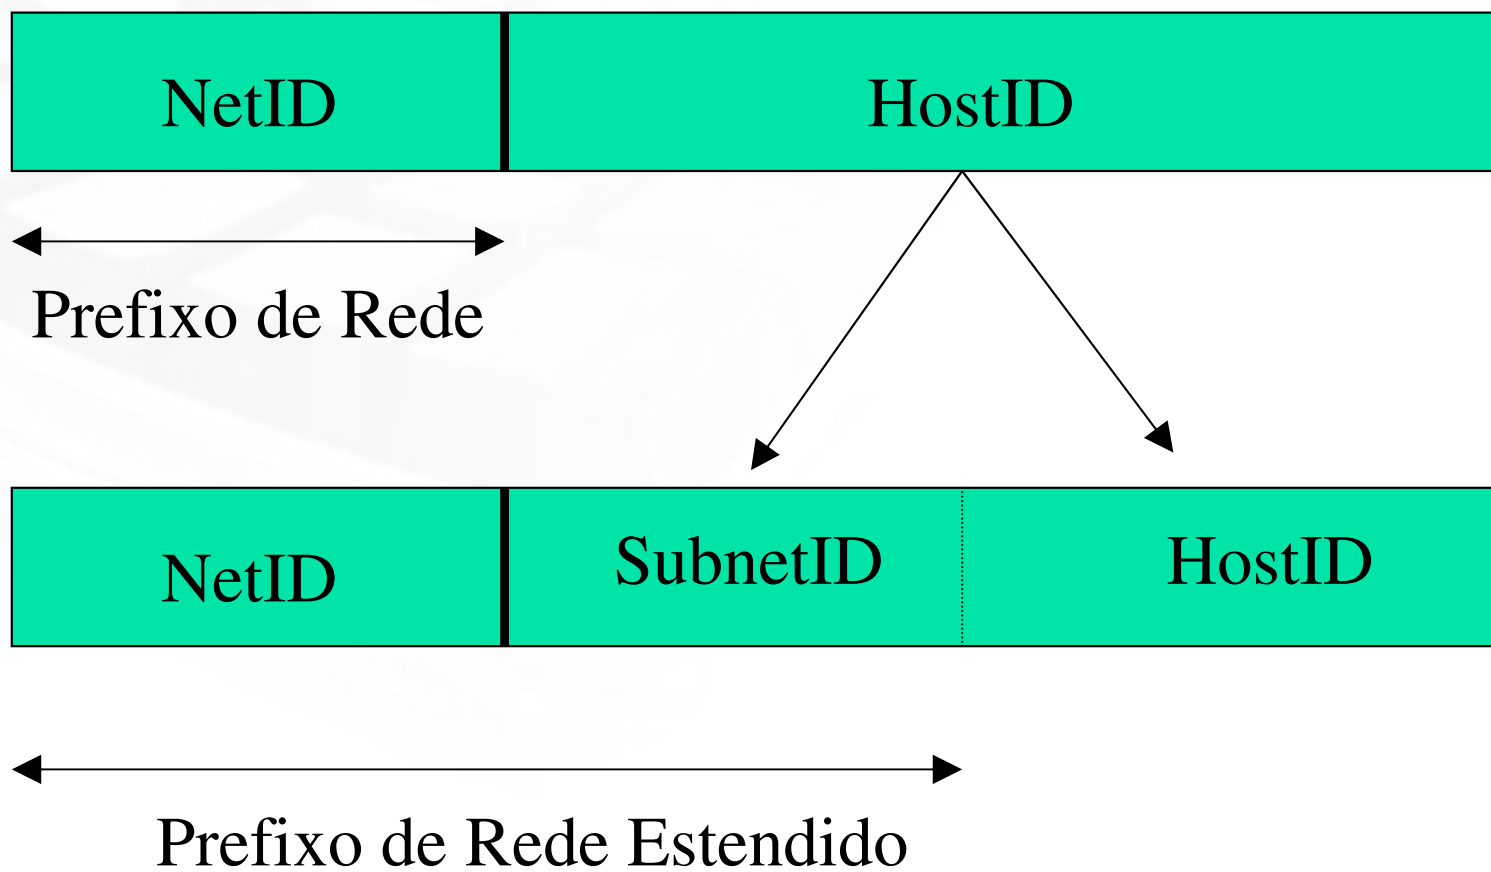 NetID
HostID
Prefixo de Rede
NetID
SubnetID
HostID
Prefixo de Rede Estendido